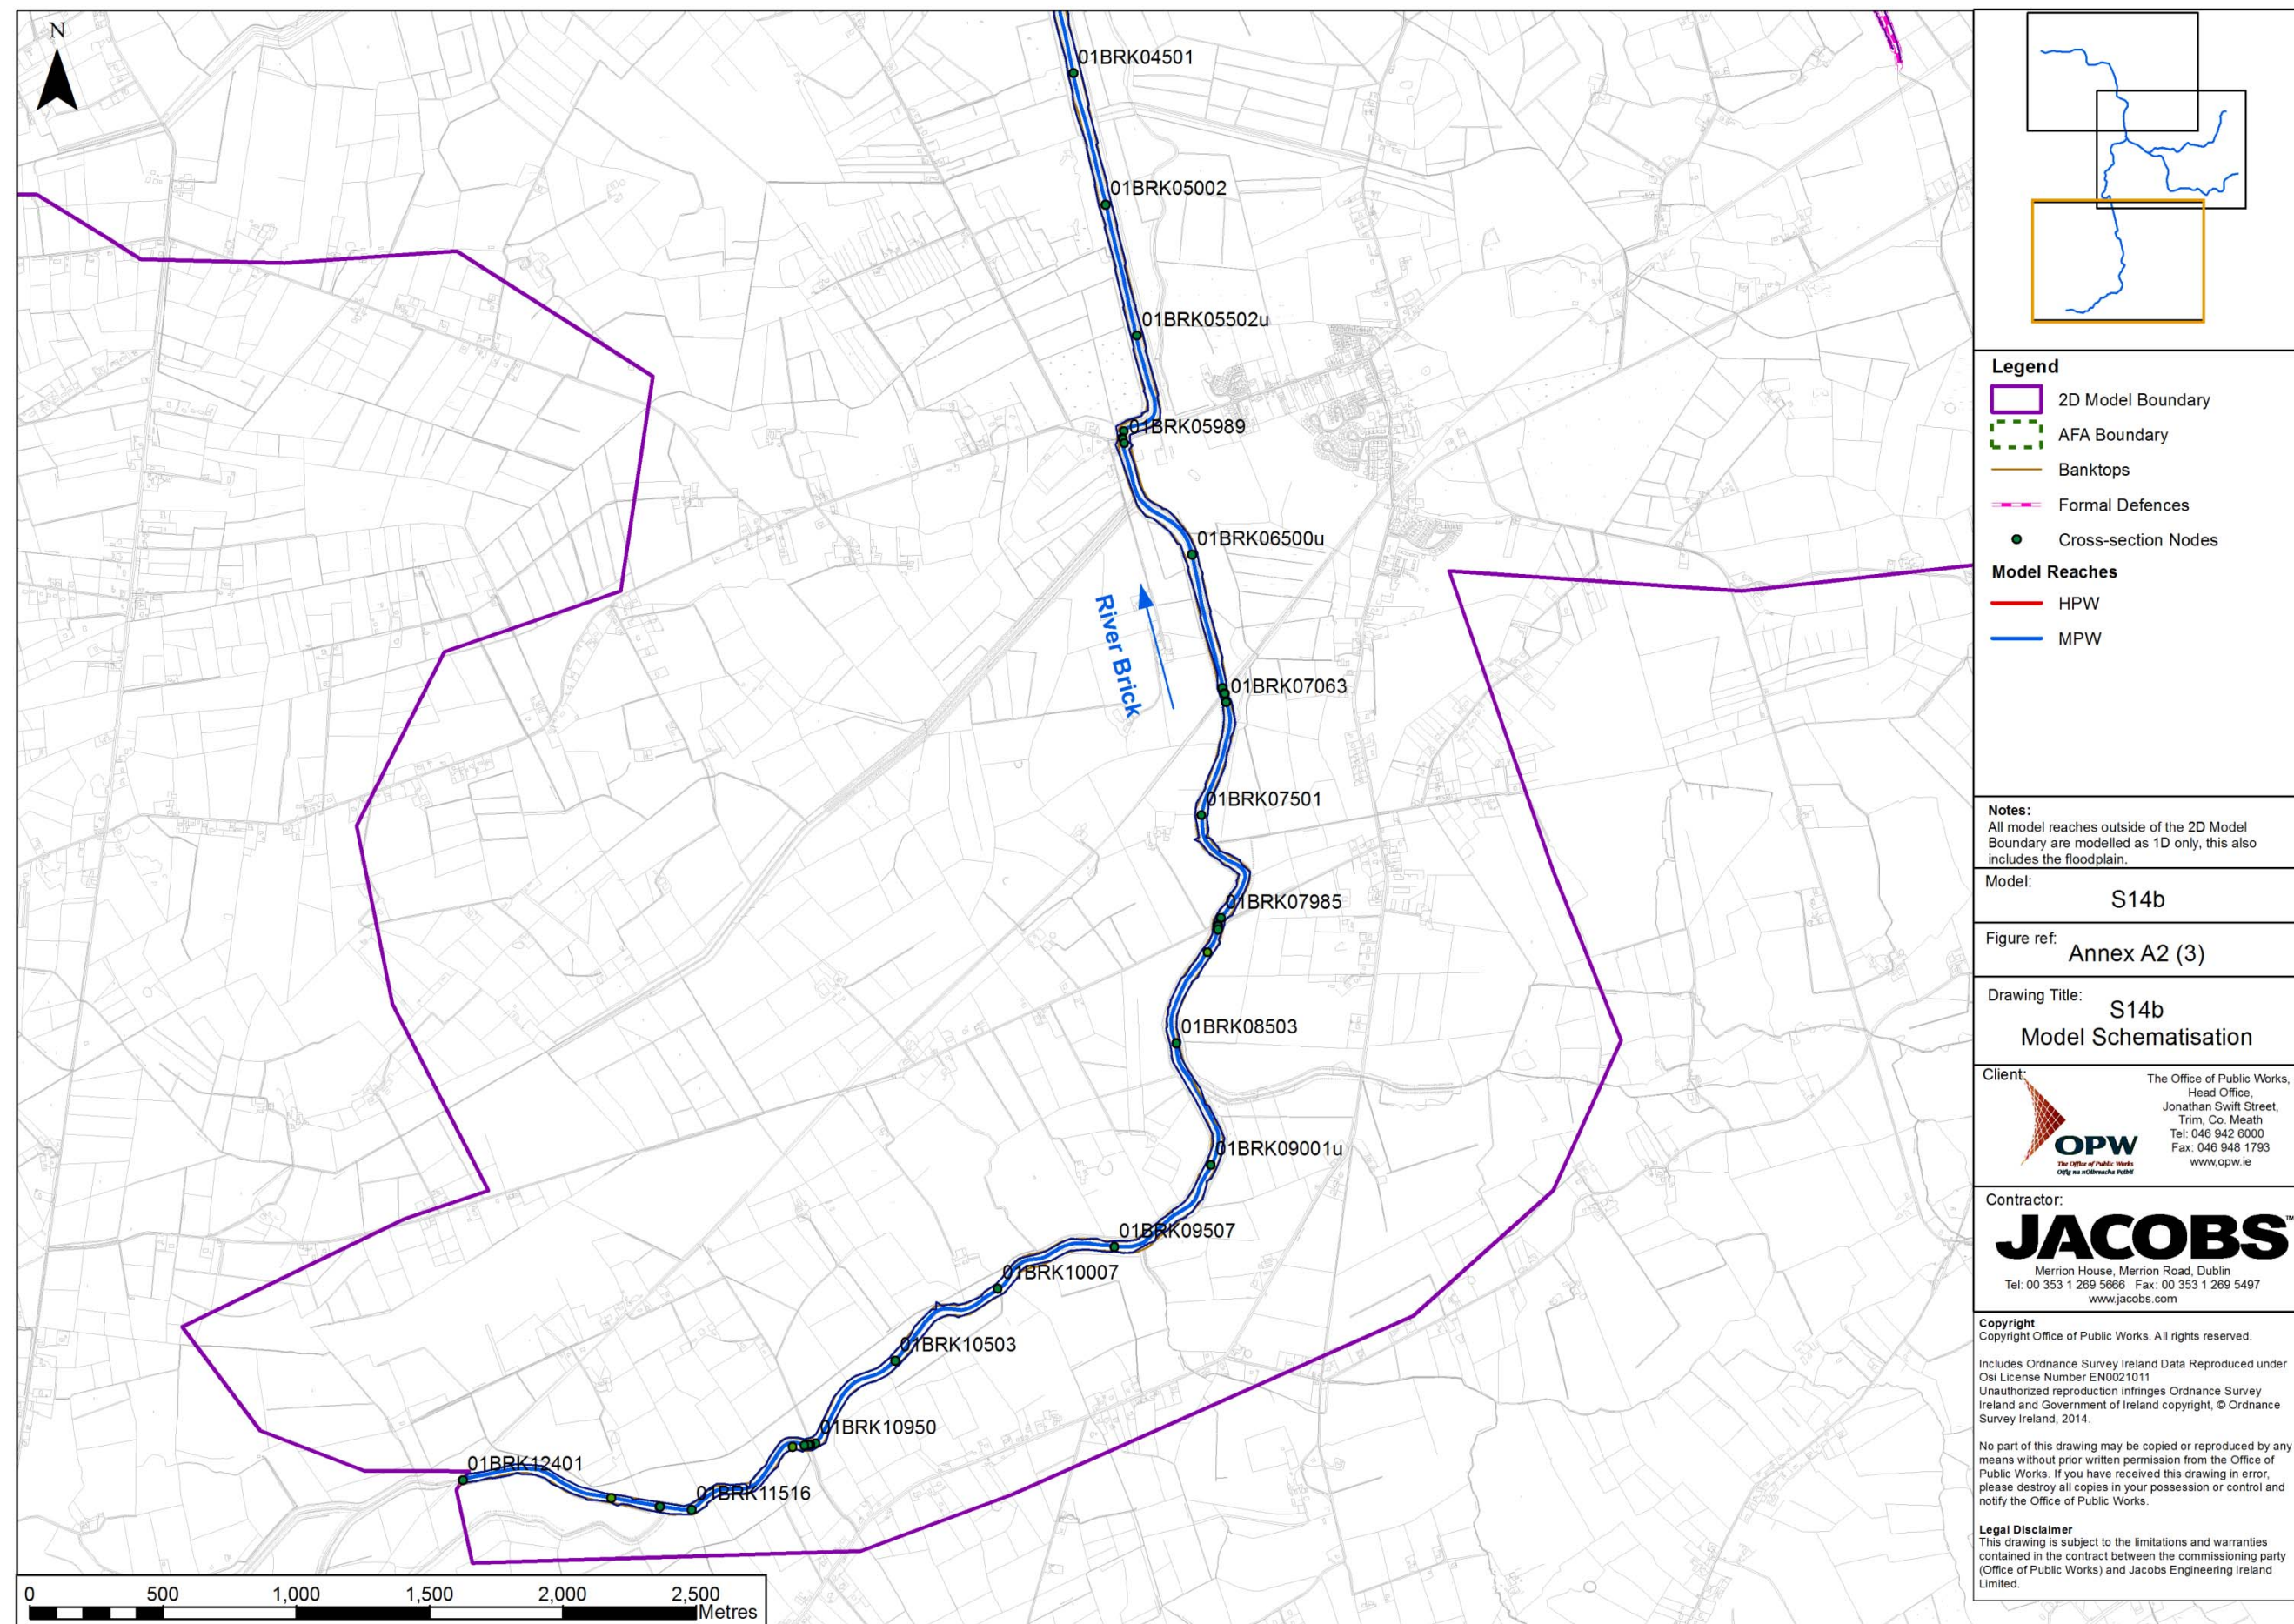 N
01BRK04501
01BRK05002
01BRK05502u
01BRK05989
01BRK06500u
River Brick
01BRK07063
01BRK07501
01BRK07985
01BRK08503
01BRK09001u
01BRK09507
01BRK10007
01BRK10503
01BRK10950
01BRK12401
01BRK11516
0 500 1,000 1,500 2,000 2,500
Metres
Legend
2D Model Boundary
AFA Boundary
Banktops
Formal Defences
Cross-section Nodes
Model Reaches
HPW
MPW
Notes:
All model reaches outside of the 2D Model
Boundary are modelled as 1D only, this also
includes the floodplain.
Model:
S14b
Figure ref:
Annex A2 (3)
Drawing Title:
S14b
Model Schematisation
Client:
The Office of Public Works,
Head Office,
Jonathan Swift Street,
Trim, Co. Meath
Tel: 046 942 6000
Fax: 046 948 1793
www,opw.ie
OPW
The Office of Public Works
Oifig na nOibreacha Poiblí
Contractor:
JACOBS™
Merrion House, Merrion Road, Dublin
Tel: 00 353 1 269 5666 Fax: 00 353 1 269 5497
www.jacobs.com
Copyright
Copyright Office of Public Works. All rights reserved.
Includes Ordnance Survey Ireland Data Reproduced under
Osi License Number EN0021011
Unauthorized reproduction infringes Ordnance Survey
Ireland and Government of Ireland copyright, © Ordnance
Survey Ireland, 2014.
No part of this drawing may be copied or reproduced by any
means without prior written permission from the Office of
Public Works. If you have received this drawing in error,
please destroy all copies in your possession or control and
notify the Office of Public Works.
Legal Disclaimer
This drawing is subject to the limitations and warranties
contained in the contract between the commissioning party
(Office of Public Works) and Jacobs Engineering Ireland
Limited.